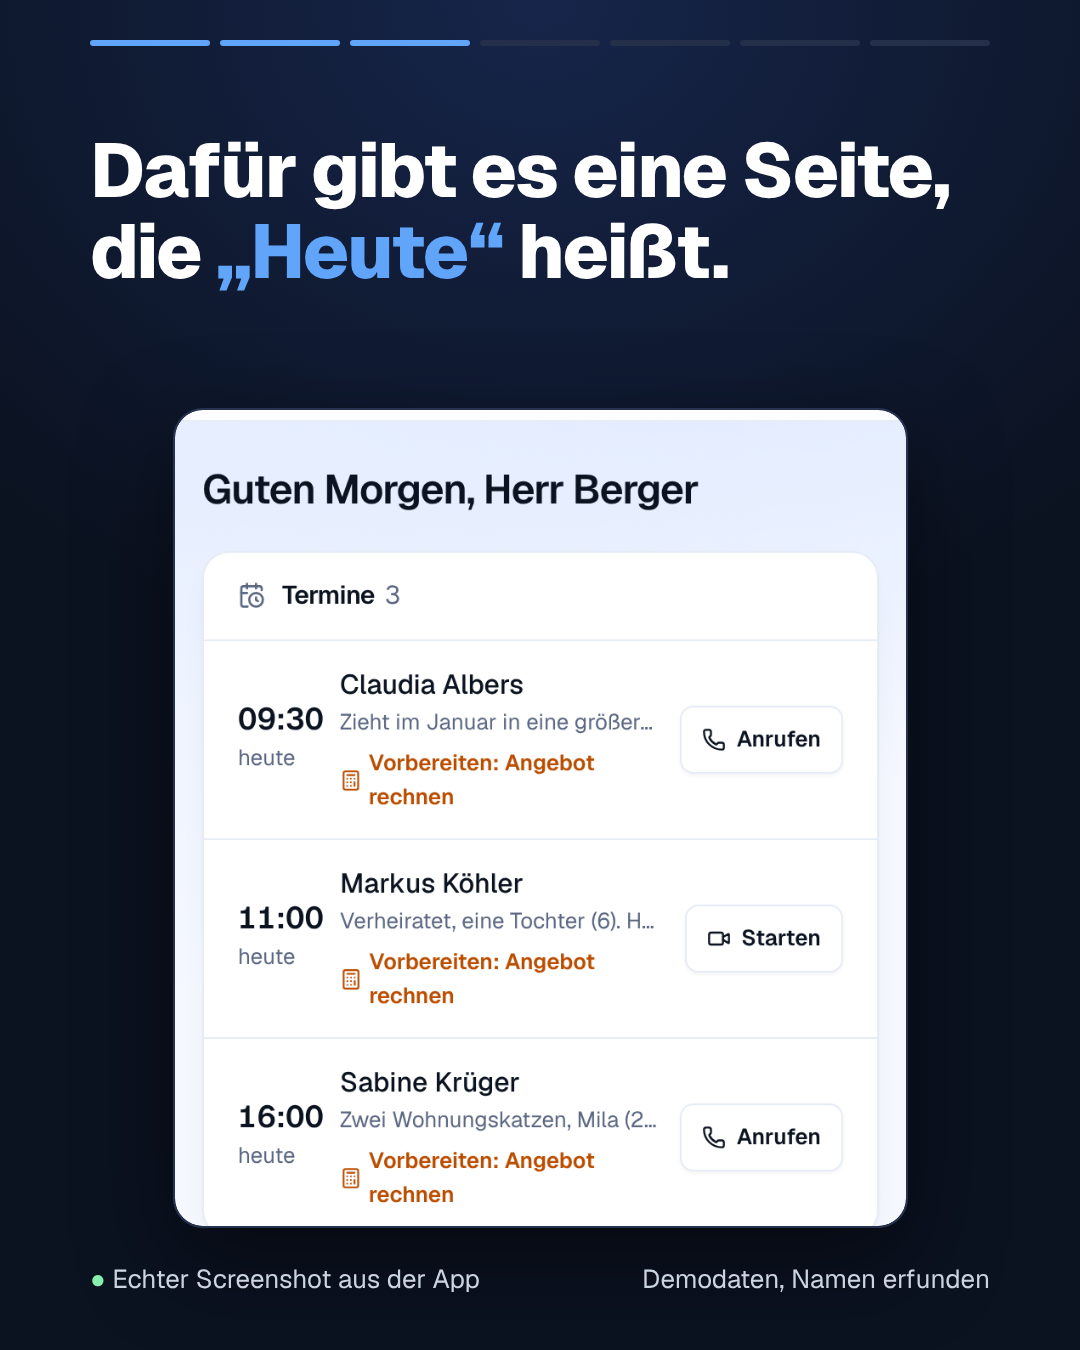 Dafür gibt es eine Seite,
die „Heute“ heißt.
Guten Morgen, Herr Berger
Termine 3
Claudia Albers
09:30
Zieht im Januar in eine größer...
heute
Vorbereiten: Angebot
rechnen
Anrufen
Markus Köhler
11:00
Verheiratet, eine Tochter (6). H...
heute
Vorbereiten: Angebot
rechnen
Starten
Sabine Krüger
16:00
Zwei Wohnungskatzen, Mila (2...
heute
Vorbereiten: Angebot
rechnen
Anrufen
Echter Screenshot aus der App
Demodaten, Namen erfunden